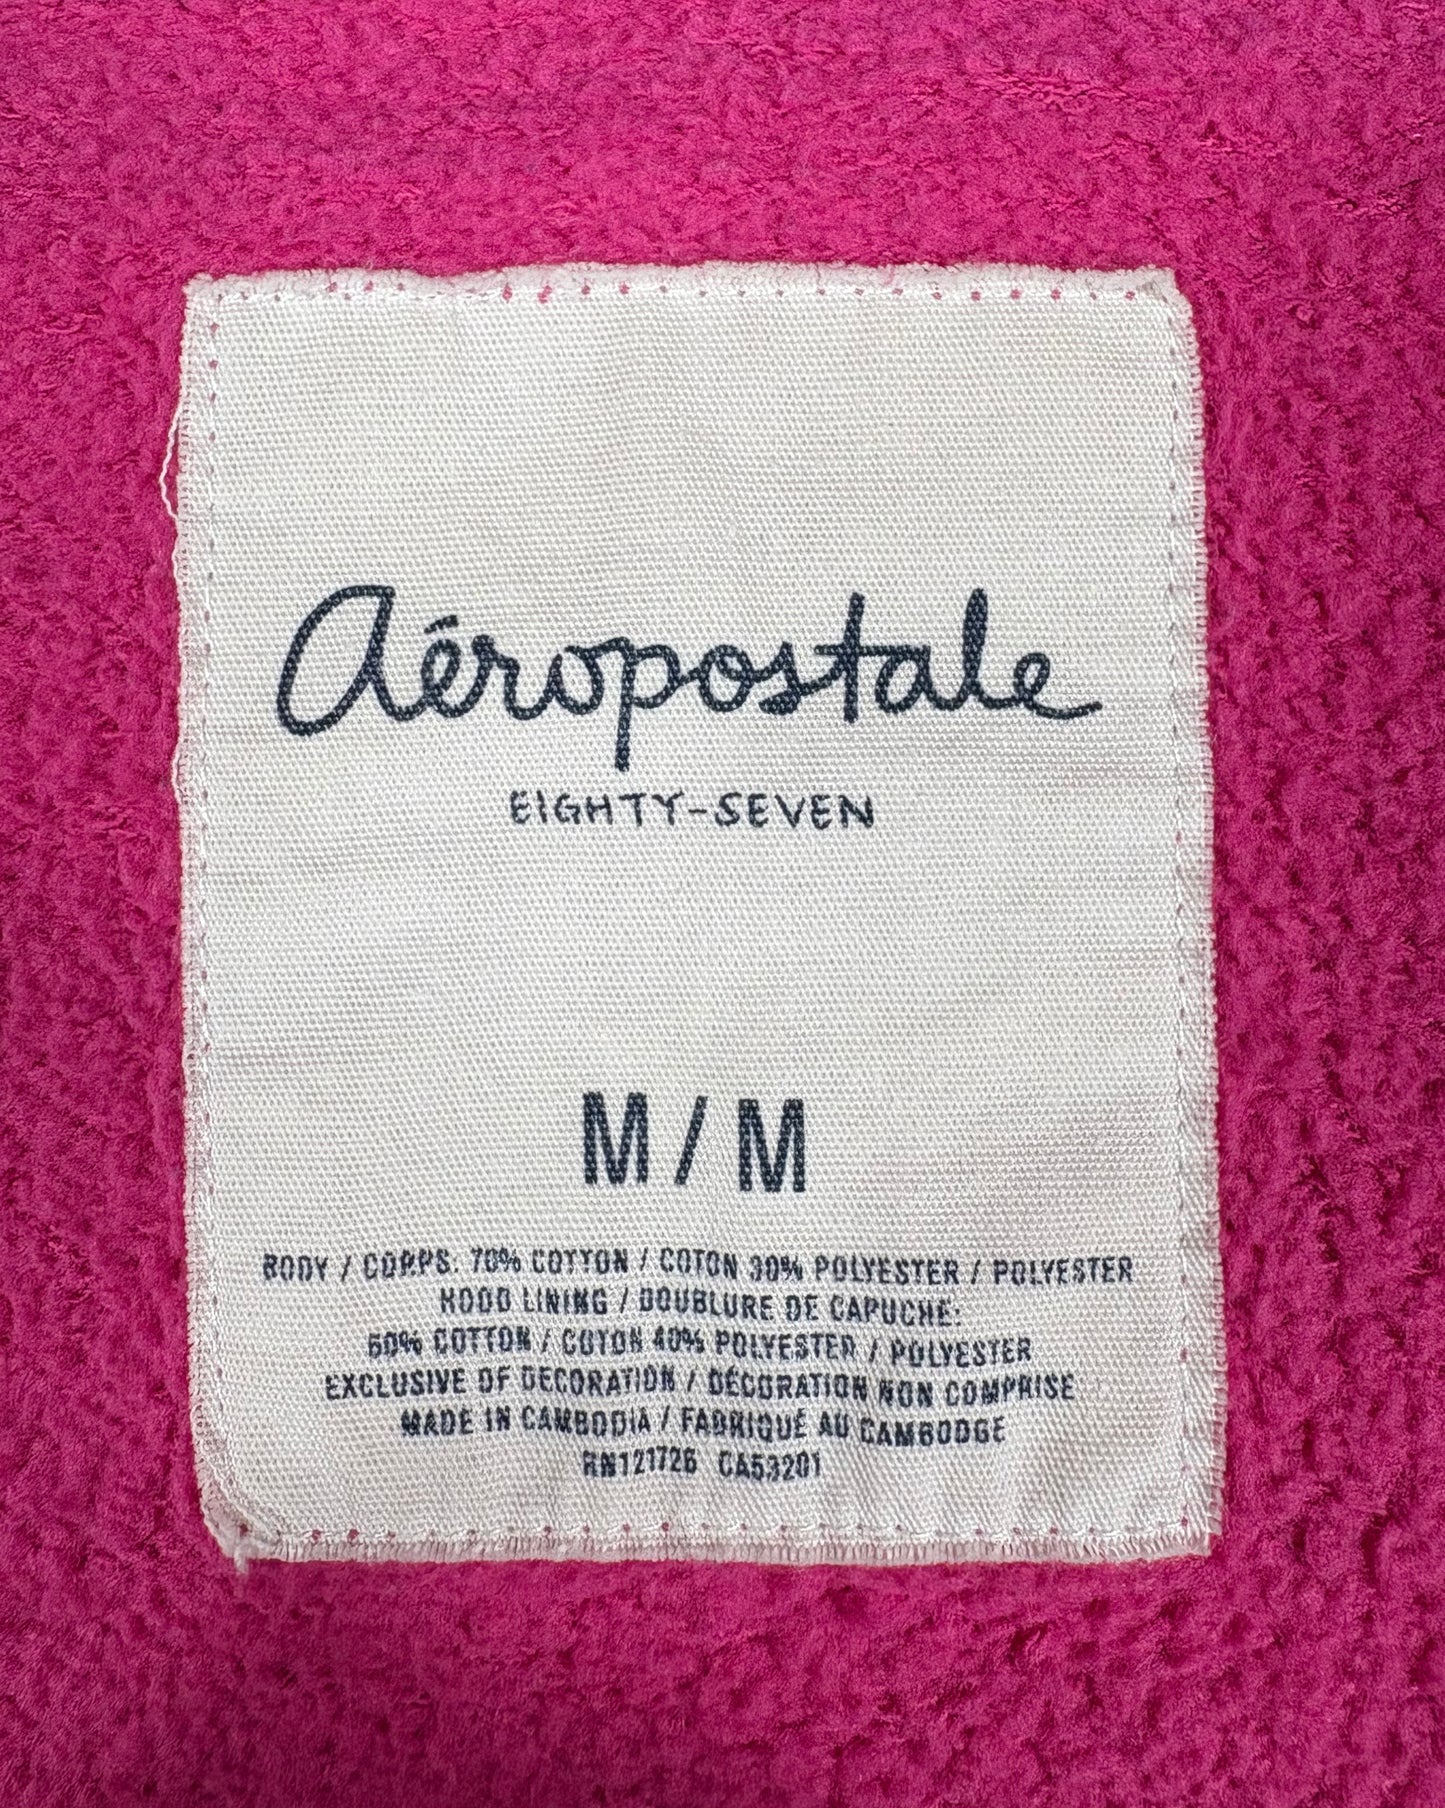 Aéropostale
EIGHTY-SEVEN
M / M
BODY / CORPS: 70% COTTON / COTON 30% POLYESTER / POLYESTER
HOOD LINING / DOUBLURE DE CAPUCHE:
60% COTTON / COTON 40% POLYESTER / POLYESTER
EXCLUSIVE OF DECORATION / DÉCORATION NON COMPRISE
MADE IN CAMBODIA / FABRIQUÉ AU CAMBODGE
RN121726 CA53201